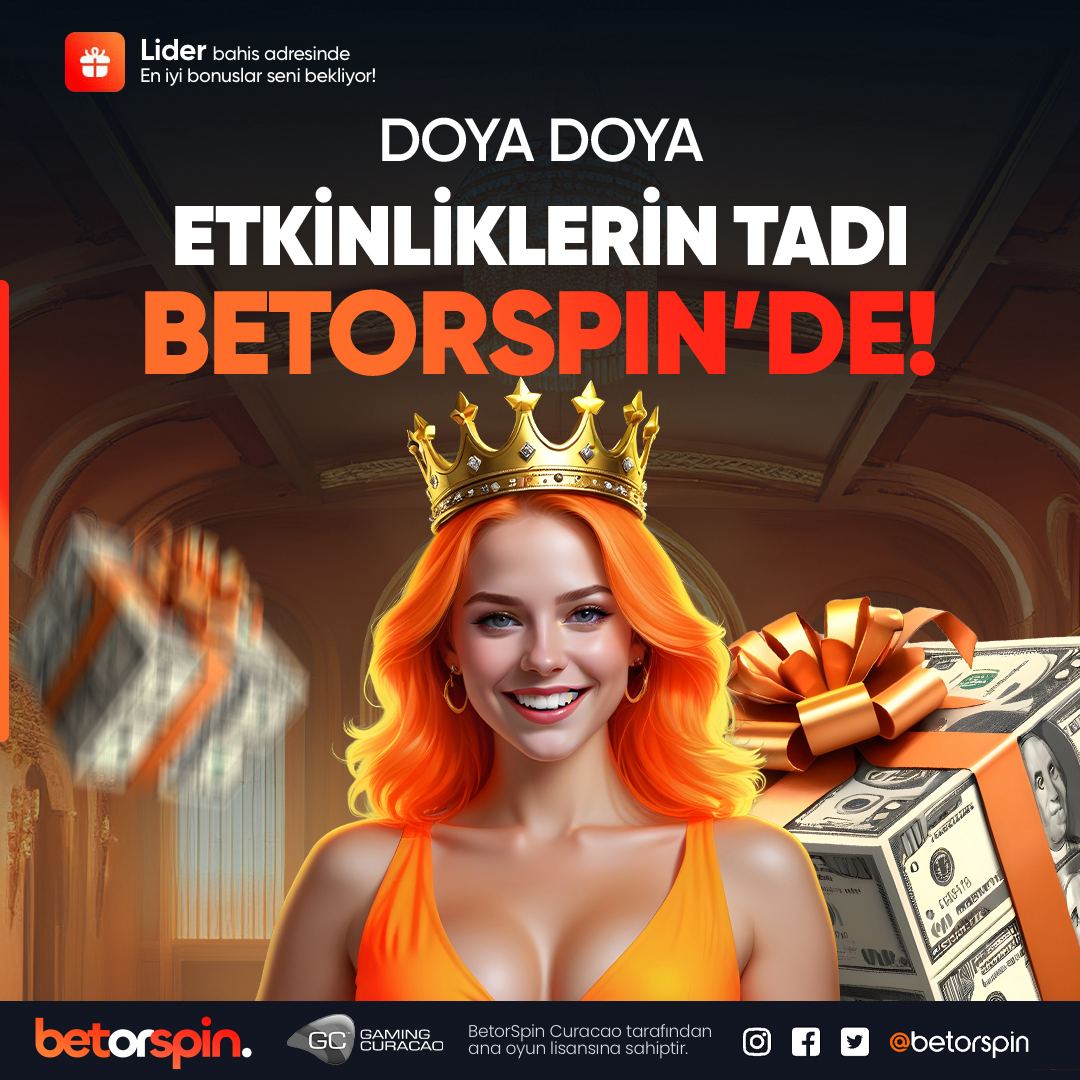 Lider bahis adresinde
En iyi bonuslar seni bekliyor!
DOYA DOYA
ETKİNLİKLERİN TADI
BETORSPIN'DE!
betorspin.
GC GAMING
CURACAO
BetorSpin Curacao tarafından
ana oyun lisansına sahiptir.
@betorspin